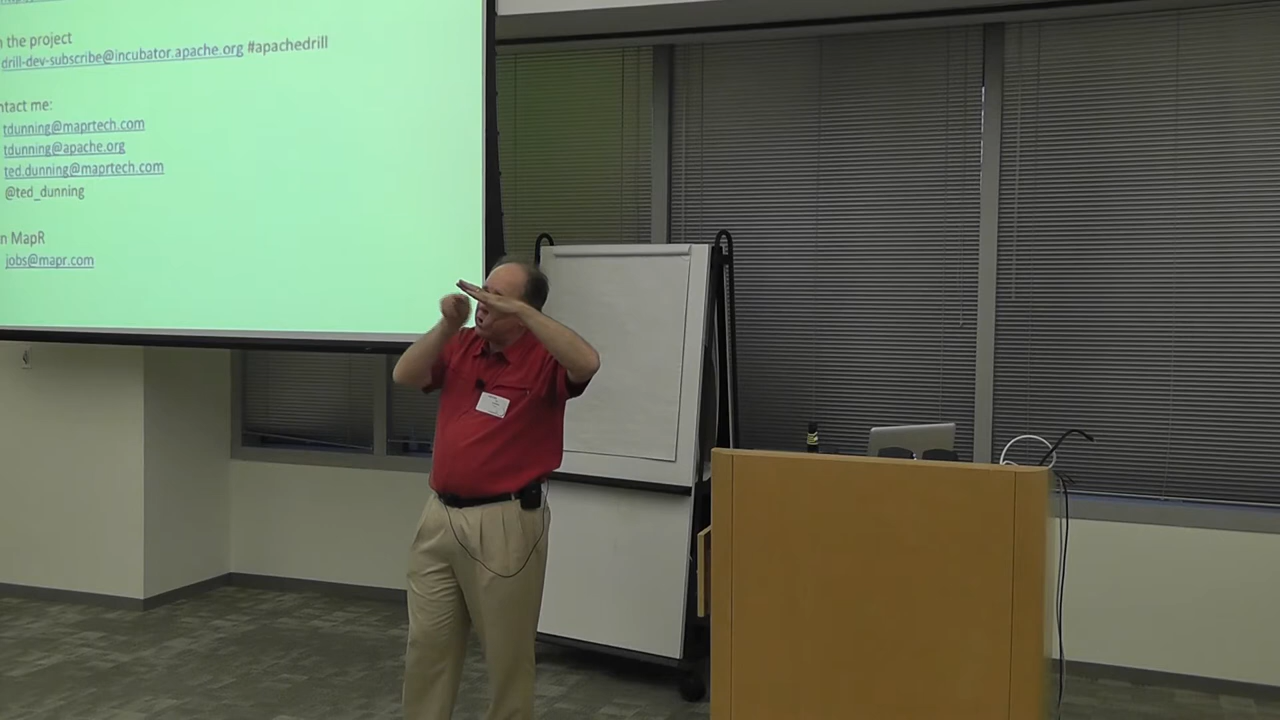 the project
drill-dev-subscribe@incubator.apache.org #apachedrill
ntact me:
tdunning@maprtech.com
tdunning@apache.org
ted.dunning@maprtech.com
@ted_dunning
n MapR
jobs@mapr.com